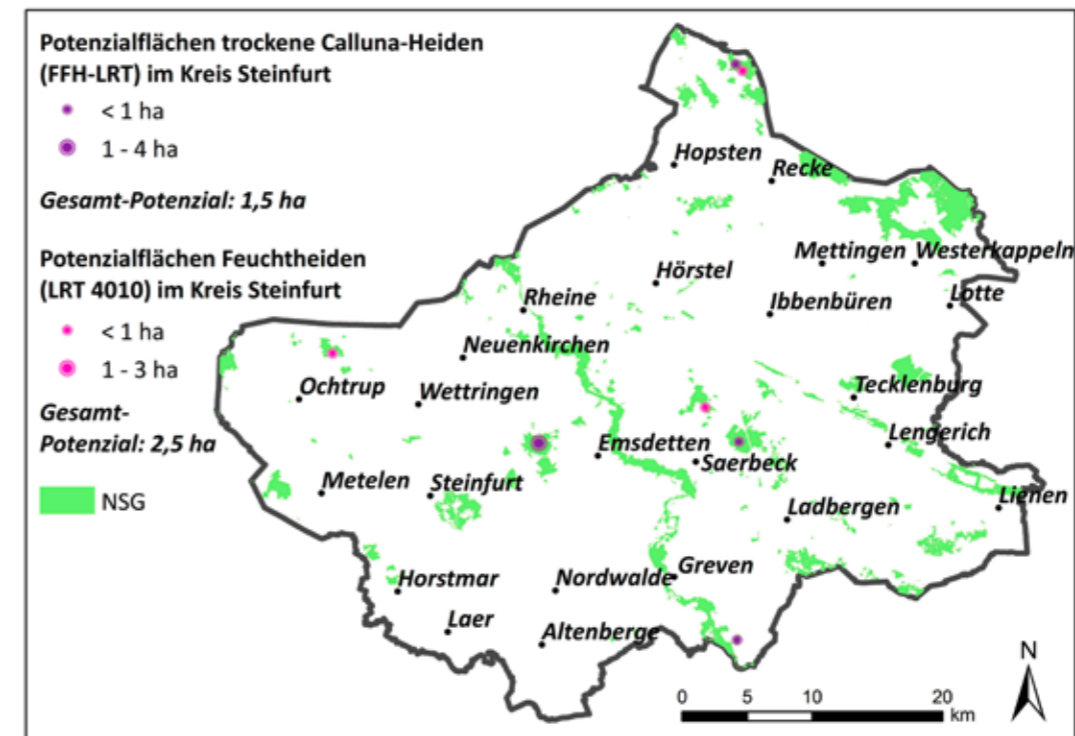 Potenzialflächen trockene Calluna-Heiden
(FFH-LRT) im Kreis Steinfurt
< 1 ha
1 - 4 ha
Gesamt-Potenzial: 1,5 ha
Potenzialflächen Feuchtheiden
(LRT 4010) im Kreis Steinfurt
< 1 ha
1 - 3 ha
Gesamt-
Potenzial: 2,5 ha
NSG
Hopsten
Recke
Mettingen
Westerkappeln
Hörstel
Rheine
Ibbenbüren
Lotte
Neuenkirchen
Ochtrup
Wettringen
Tecklenburg
Emsdetten
Saerbeck
Lengerich
Metelen
Steinfurt
Ladbergen
Lienen
Horstmar
Nordwalde
Greven
Laer
Altenberge
N
0 5 10 20
km